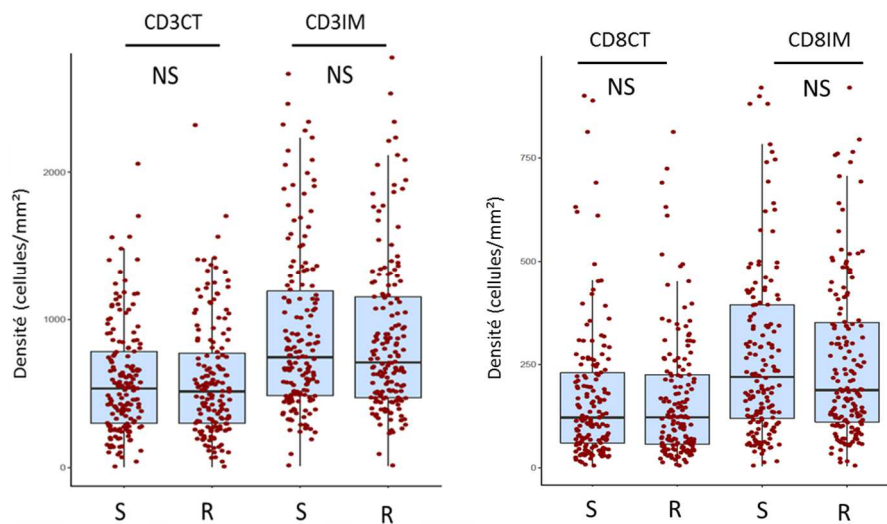 CD3CT CD3IM
NS NS
Densité (cellules/mm²)
2000
1000
0
S R S R
CD8CT CD8IM
NS NS
Densité (cellules/mm²)
750
500
250
0
S R S R